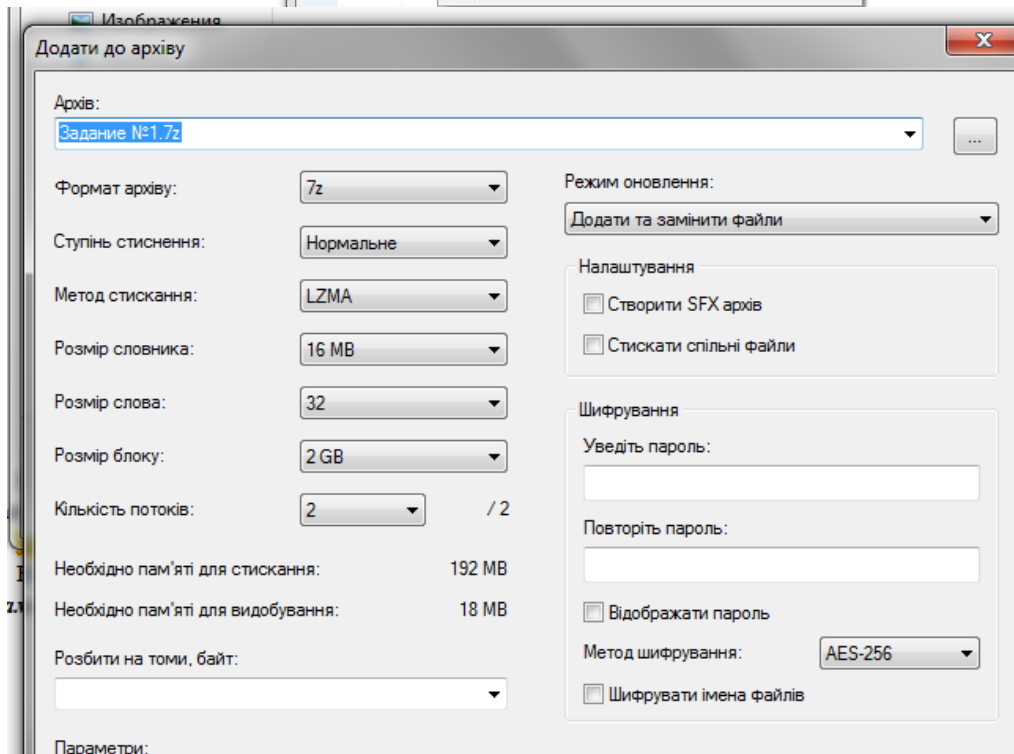 Изображения
Додати до архіву
Архів:
Задание №1.7z
...
Формат архіву:
7z
Ступінь стиснення:
Нормальне
Метод стискання:
LZMA
Розмір словника:
16 MB
Розмір слова:
32
Розмір блоку:
2 GB
Кількість потоків:
2
/ 2
Необхідно пам'яті для стискання:
192 MB
Необхідно пам'яті для видобування:
18 MB
Розбити на томи, байт:
Параметри:
Режим оновлення:
Додати та замінити файли
Налаштування
Створити SFX архів
Стискати спільні файли
Шифрування
Уведіть пароль:
Повторіть пароль:
Відображати пароль
Метод шифрування:
AES-256
Шифрувати імена файлів